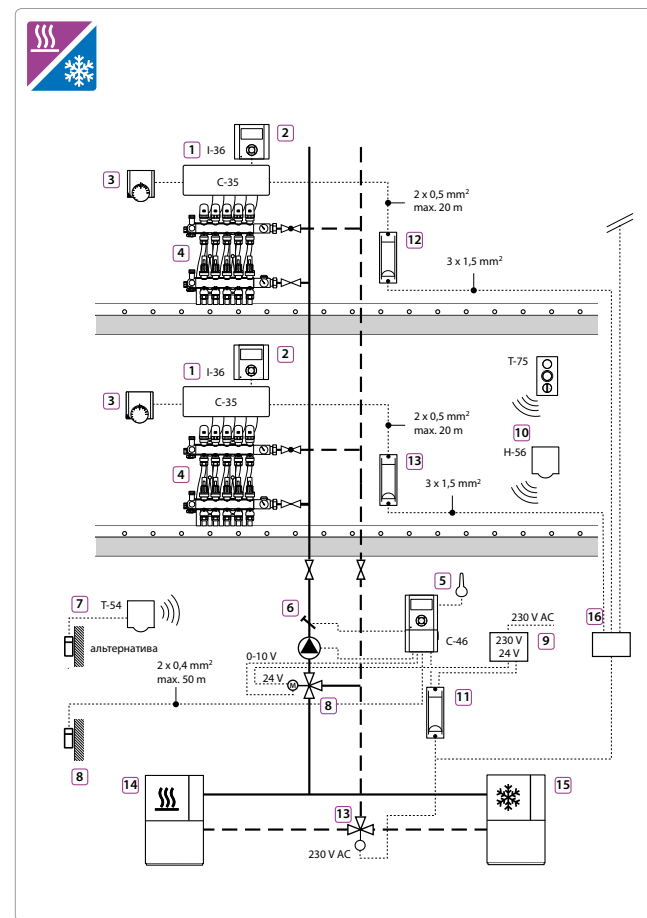 2
1 I-36
3
C-35
2 x 0,5 mm²
max. 20 m
12
4
3 x 1,5 mm²
2
1 I-36
T-75
3
C-35
2 x 0,5 mm²
max. 20 m
10
H-56
4
13
3 x 1,5 mm²
5
7 T-54
6
230 V AC
16
альтернатива
C-46
230 V
24 V
9
0-10 V
2 x 0,4 mm²
max. 50 m
24 V
M
8
11
8
14
15
13
230 V AC